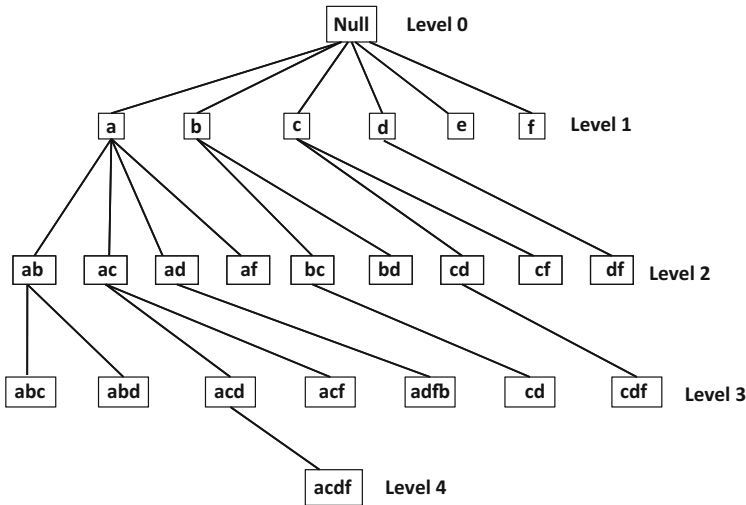 Null Level 0
a b c d e f Level 1
ab ac ad af bc bd cd cf df Level 2
abc abd acd acf adfb cd cdf Level 3
acdf Level 4